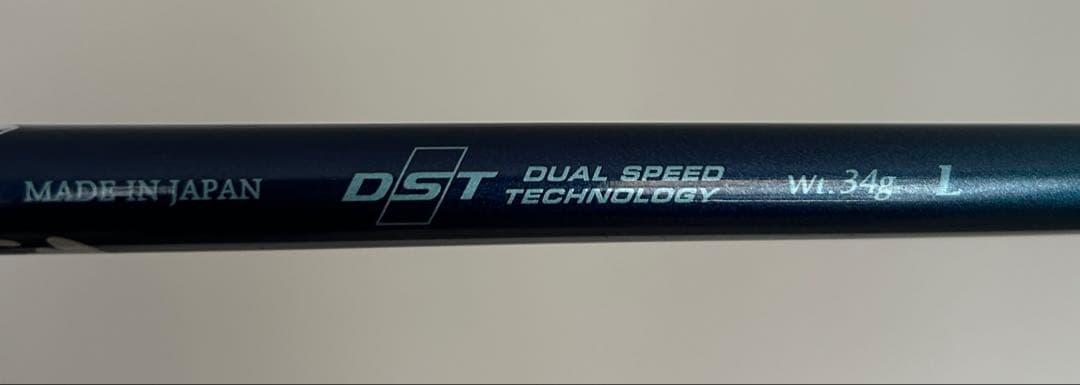 MADE IN JAPAN
DST
DUAL SPEED
TECHNOLOGY
Wt. 34g
L